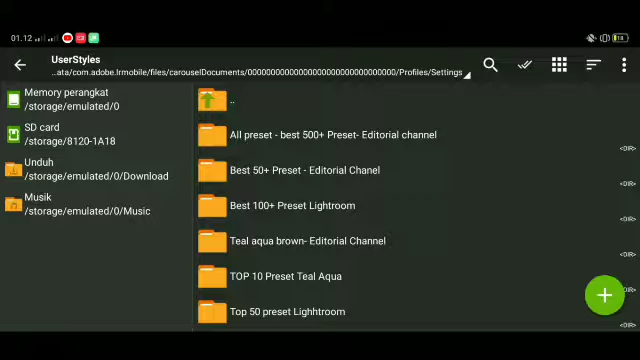 01.12
18
UserStyles
..ata/com.adobe.lrmobile/files/carouselDocuments/00000000000000000000000000000000/Profiles/Settings
Memory perangkat
/storage/emulated/0
SD card
/storage/8120-1A18
Unduh
/storage/emulated/0/Download
Musik
/storage/emulated/0/Music
..
All preset - best 500+ Preset- Editorial channel
<DIR>
Best 50+ Preset - Editorial Chanel
<DIR>
Best 100+ Preset Lightroom
<DIR>
Teal aqua brown- Editorial Channel
<DIR>
TOP 10 Preset Teal Aqua
<DIR>
Top 50 preset Lighhtroom
<DIR>